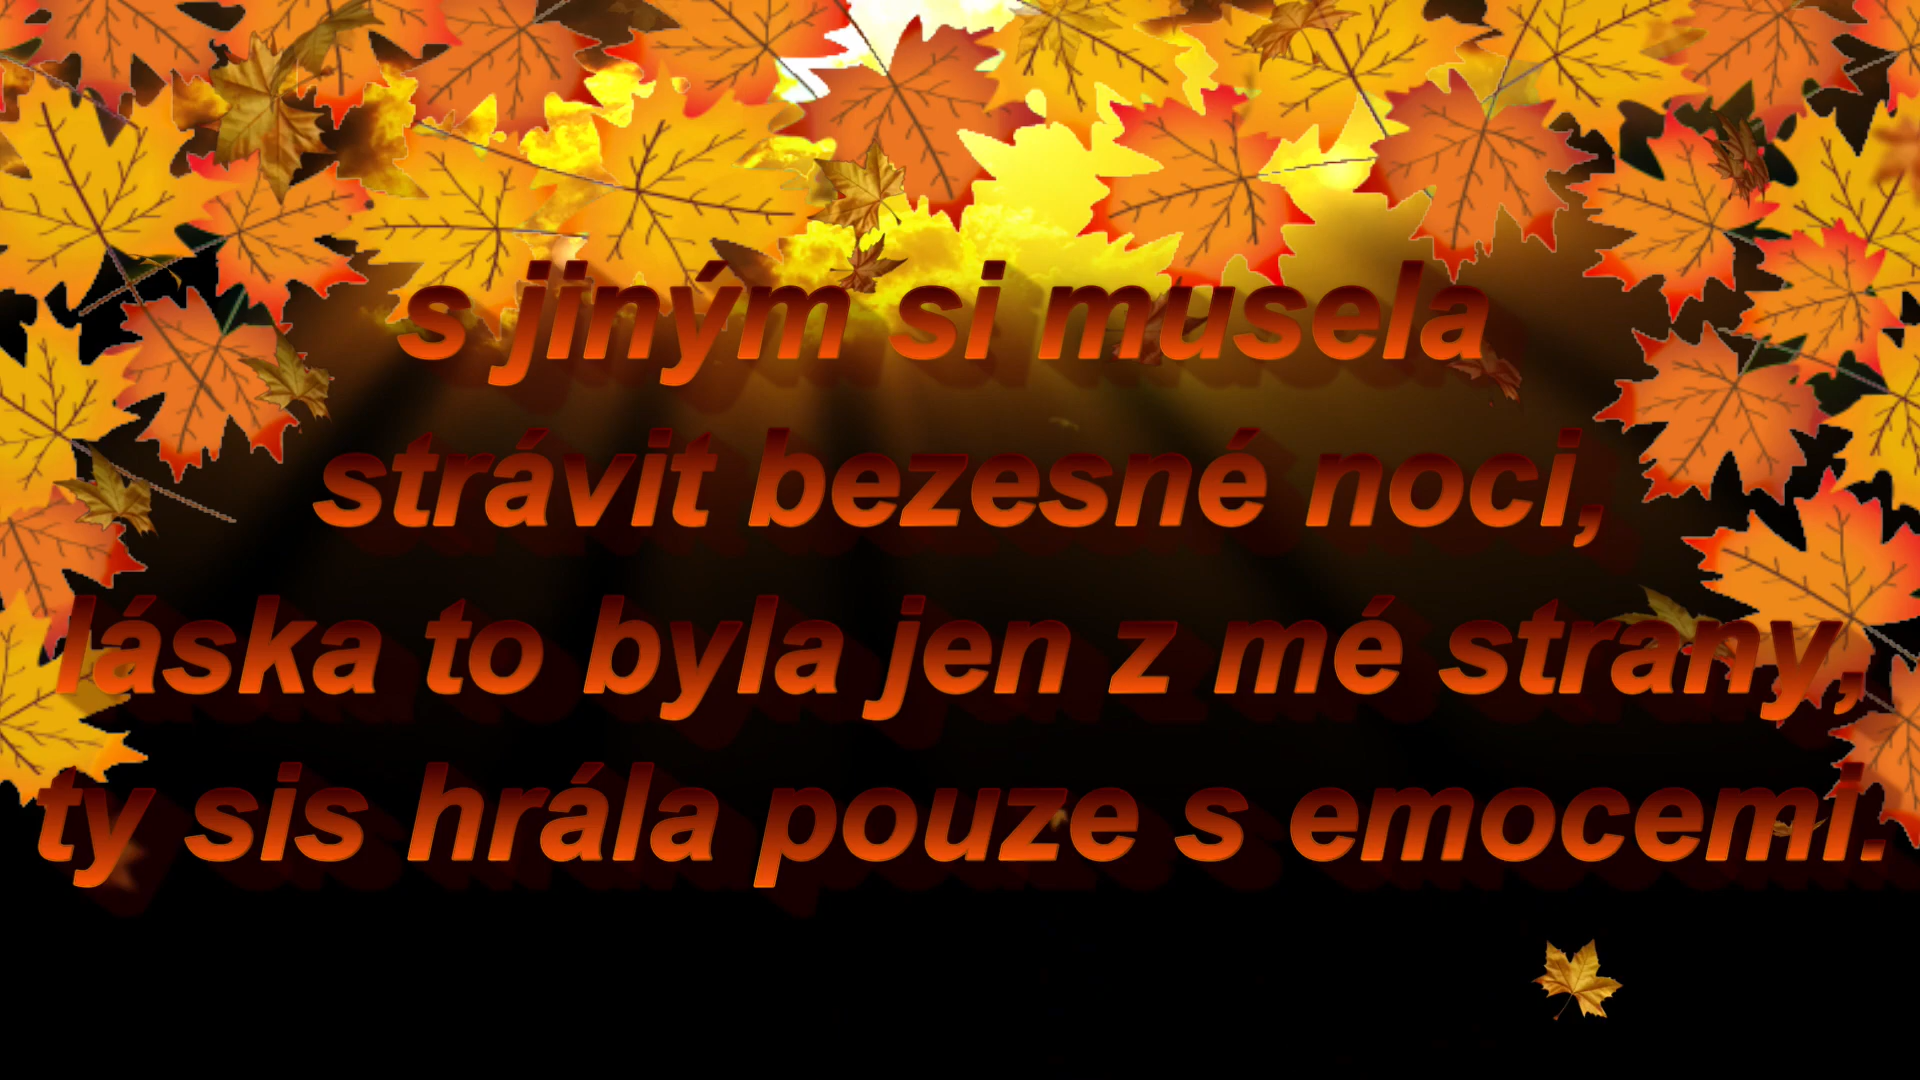 s jiným si musela
strávit bezesné noci,
láska to byla jen z mé strany,
ty sis hrála pouze s emocemi.